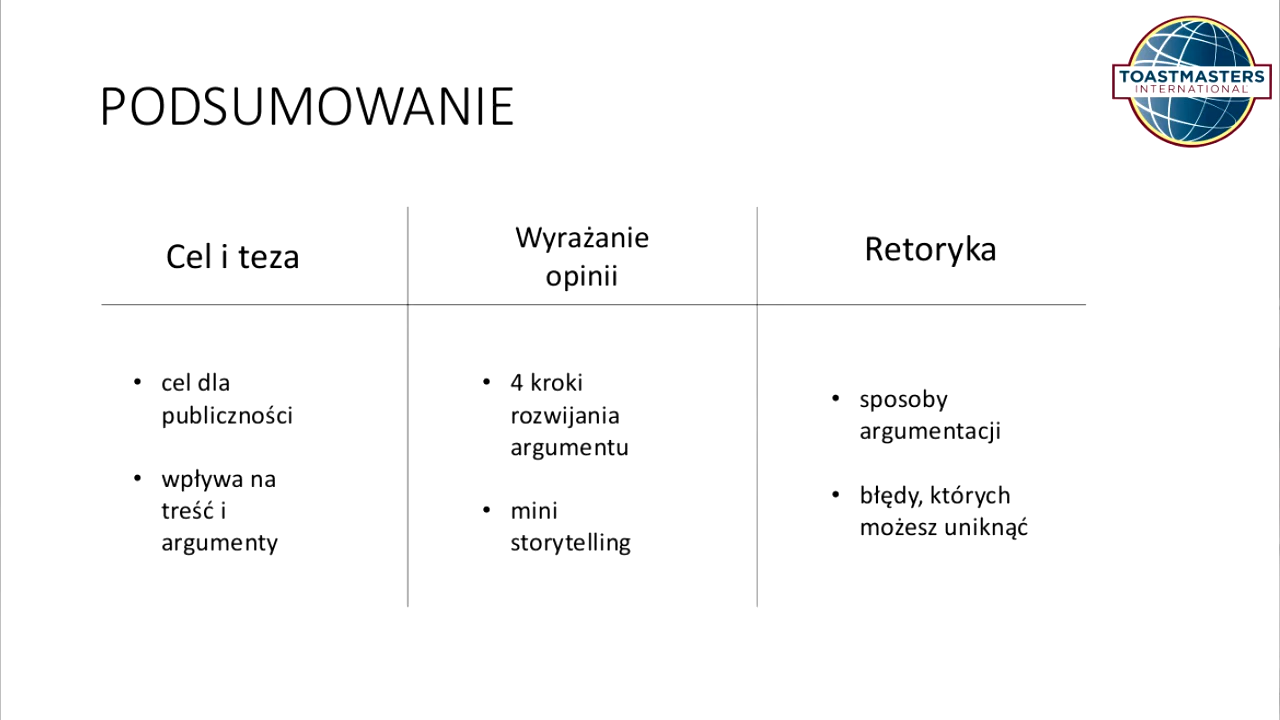 PODSUMOWANIE
TOASTMASTERS
INTERNATIONAL
Cel i teza
Wyrażanie
opinii
Retoryka
• cel dla
publiczności
• wpływa na
treść i
argumenty
• 4 kroki
rozwijania
argumentu
• mini
storytelling
• sposoby
argumentacji
• błędy, których
możesz uniknąć